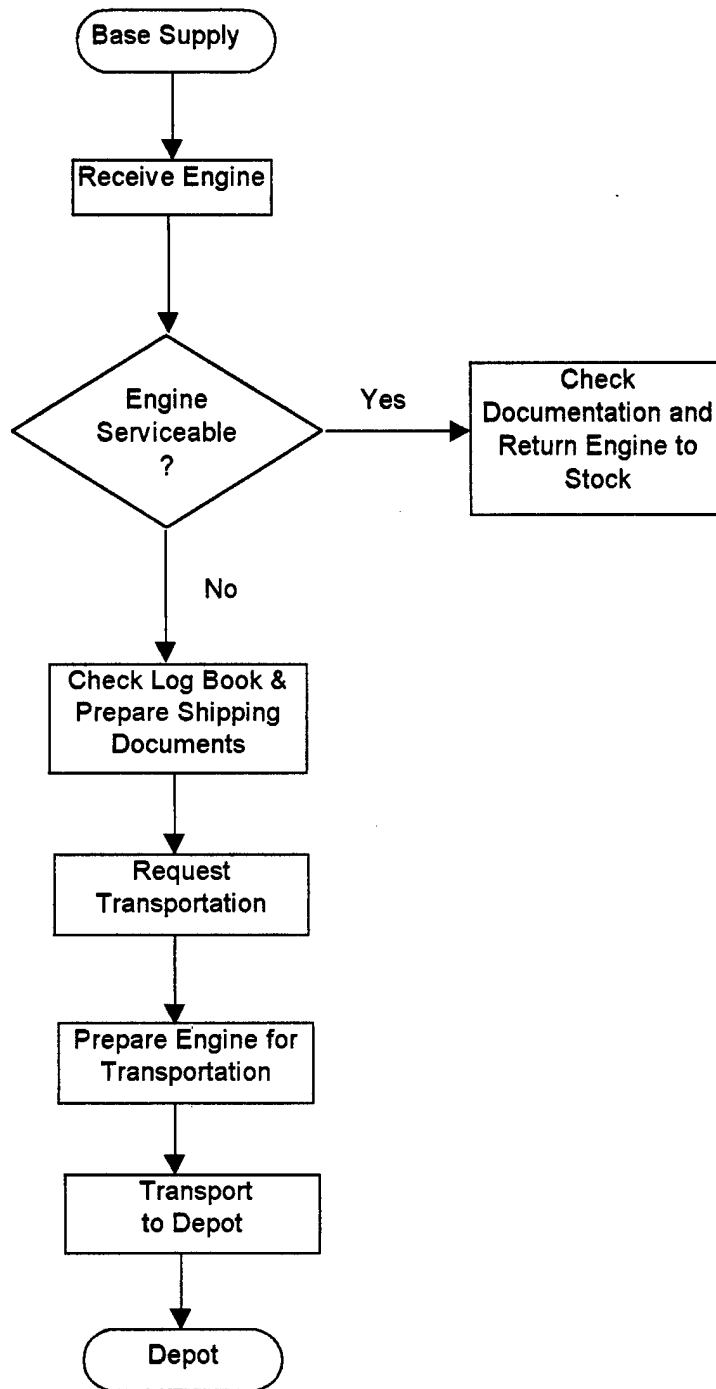 Base Supply
Receive Engine
Engine
Serviceable
?
Yes
Check
Documentation and
Return Engine to
Stock
No
Check Log Book &
Prepare Shipping
Documents
Request
Transportation
Prepare Engine for
Transportation
Transport
to Depot
Depot